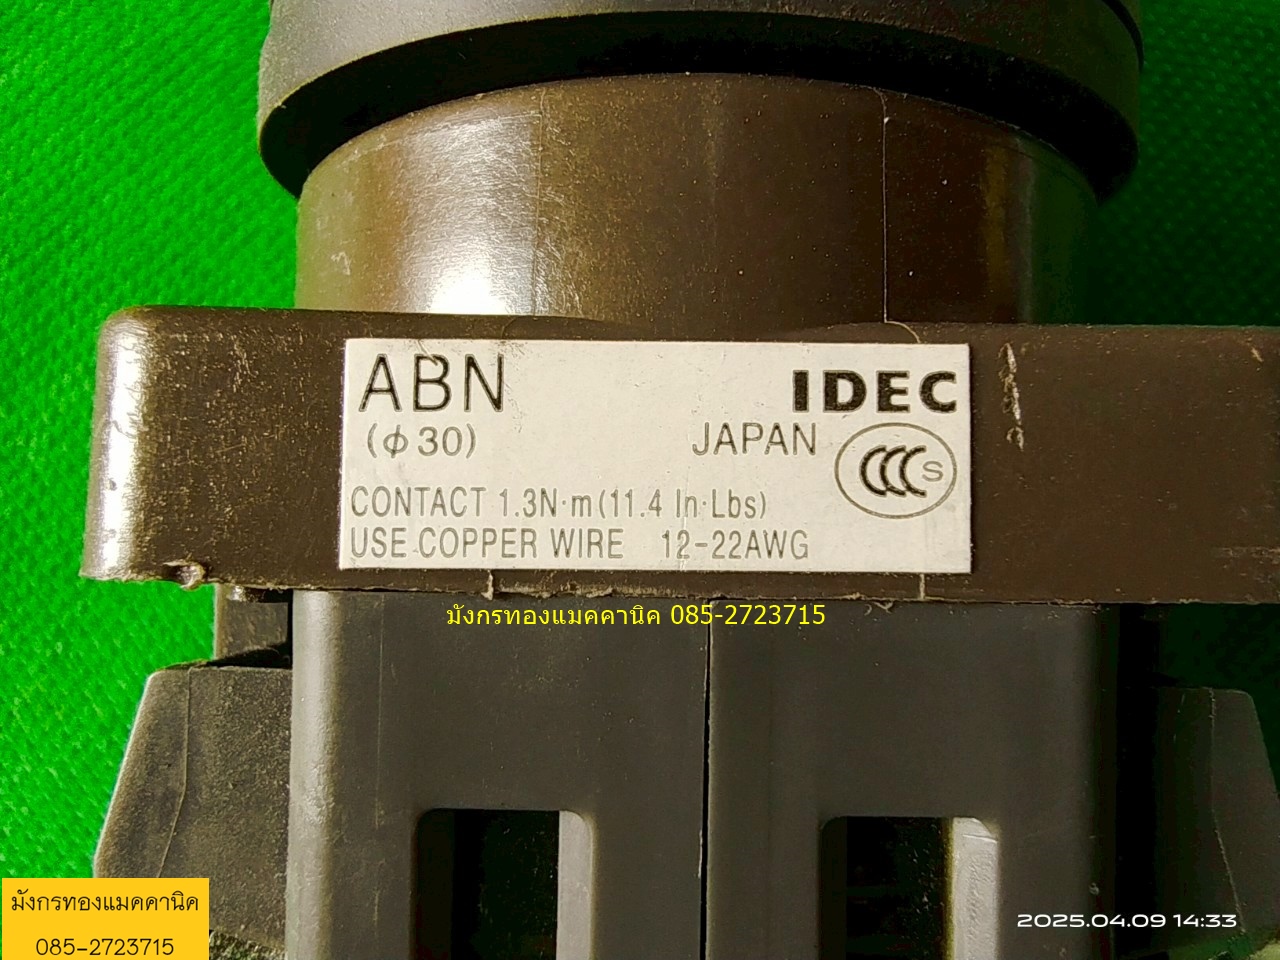 ABN
IDEC
(φ30)
JAPAN
CCC S
CONTACT 1.3N·m(11.4 In·Lbs)
USE COPPER WIRE 12-22AWG
มังกรทองแมคคานิค 085-2723715
มังกรทองแมคคานิค
085-2723715
2025.04.09 14:33